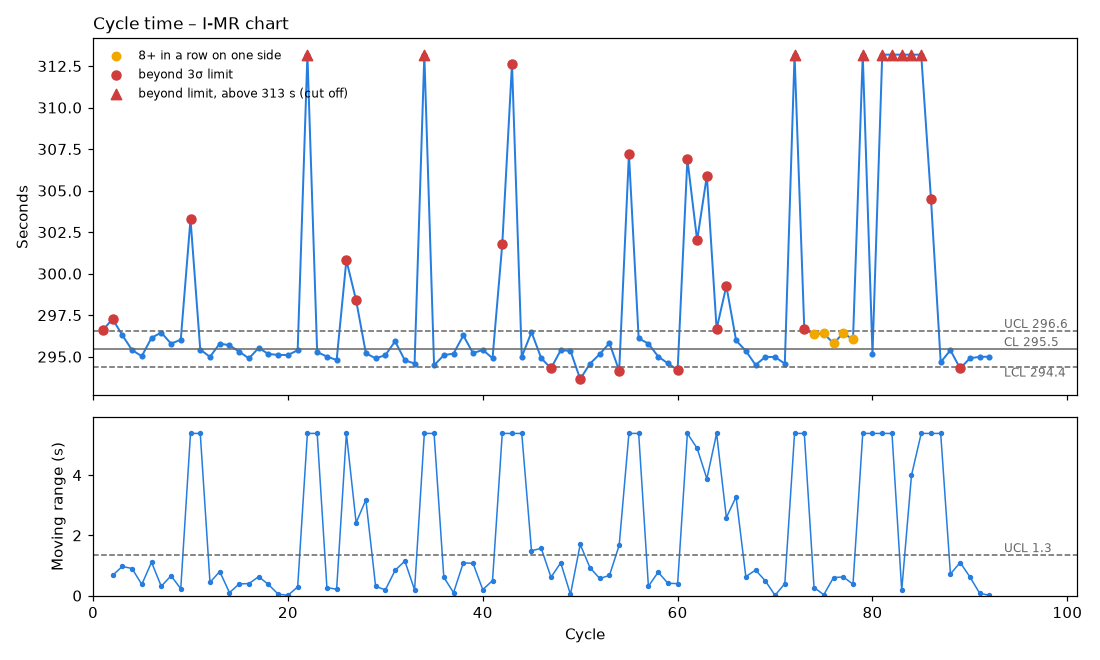 Cycle time – I-MR chart
8+ in a row on one side
beyond 3σ limit
beyond limit, above 313 s (cut off)
312.5
310.0
307.5
305.0
302.5
300.0
297.5
295.0
Seconds
UCL 296.6
CL 295.5
LCL 294.4
4
2
0
Moving range (s)
UCL 1.3
0 20 40 60 80 100
Cycle